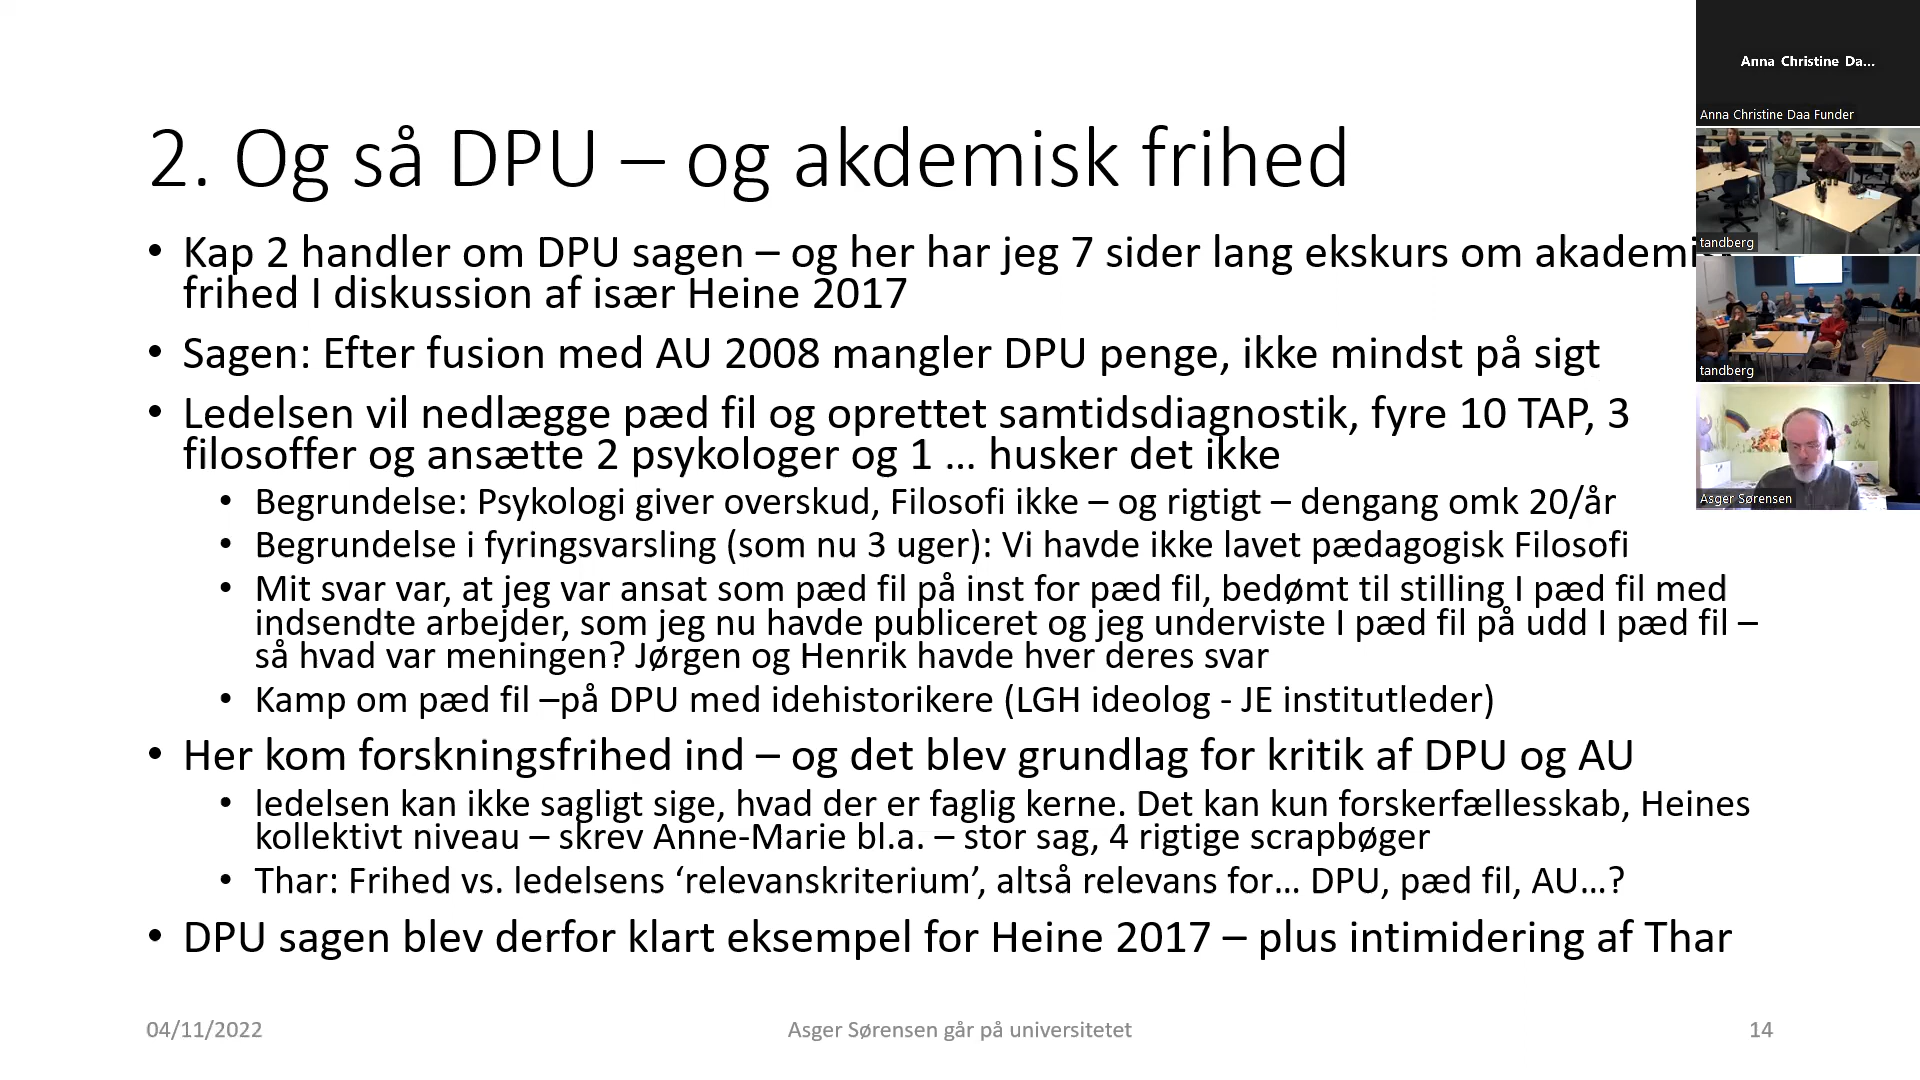 2. Og så DPU – og akdemisk frihed
• Kap 2 handler om DPU sagen – og her har jeg 7 sider lang ekskurs om akademi
frihed I diskussion af især Heine 2017
• Sagen: Efter fusion med AU 2008 mangler DPU penge, ikke mindst på sigt
• Ledelsen vil nedlægge pæd fil og oprettet samtidsdiagnostik, fyre 10 TAP, 3
filosoffer og ansætte 2 psykologer og 1 … husker det ikke
• Begrundelse: Psykologi giver overskud, Filosofi ikke – og rigtigt – dengang omk 20/år
• Begrundelse i fyringsvarsling (som nu 3 uger): Vi havde ikke lavet pædagogisk Filosofi
• Mit svar var, at jeg var ansat som pæd fil på inst for pæd fil, bedømt til stilling I pæd fil med
indsendte arbejder, som jeg nu havde publiceret og jeg underviste I pæd fil på udd I pæd fil –
så hvad var meningen? Jørgen og Henrik havde hver deres svar
• Kamp om pæd fil –på DPU med idehistorikere (LGH ideolog - JE institutleder)
• Her kom forskningsfrihed ind – og det blev grundlag for kritik af DPU og AU
• ledelsen kan ikke sagligt sige, hvad der er faglig kerne. Det kan kun forskerfællesskab, Heines
kollektivt niveau – skrev Anne-Marie bl.a. – stor sag, 4 rigtige scrapbøger
• Thar: Frihed vs. ledelsens ‘relevanskriterium’, altså relevans for… DPU, pæd fil, AU…?
• DPU sagen blev derfor klart eksempel for Heine 2017 – plus intimidering af Thar
04/11/2022
Asger Sørensen går på universitetet
14
Anna Christine Da...
Anna Christine Daa Funder
tandberg
tandberg
Asger Sørensen